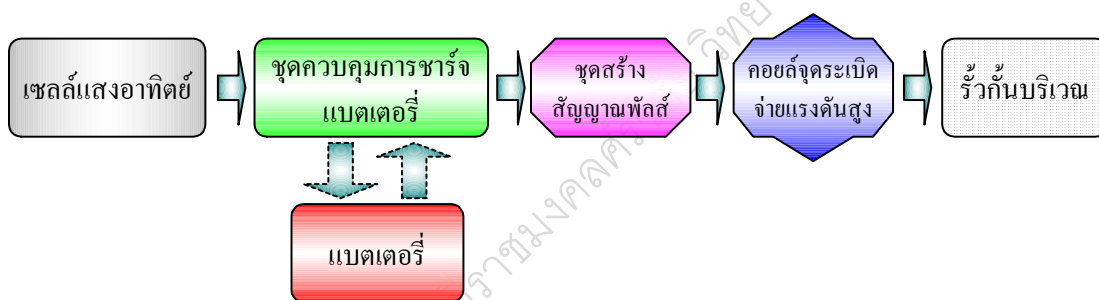 เซลล์แสงอาทิตย์
ชุดควบคุมการชาร์จ
แบตเตอรี่
ชุดสร้าง
สัญญาณพัลส์
คอยล์จุดระเบิด
จ่ายแรงดันสูง
รั้วกั้นบริเวณ
แบตเตอรี่